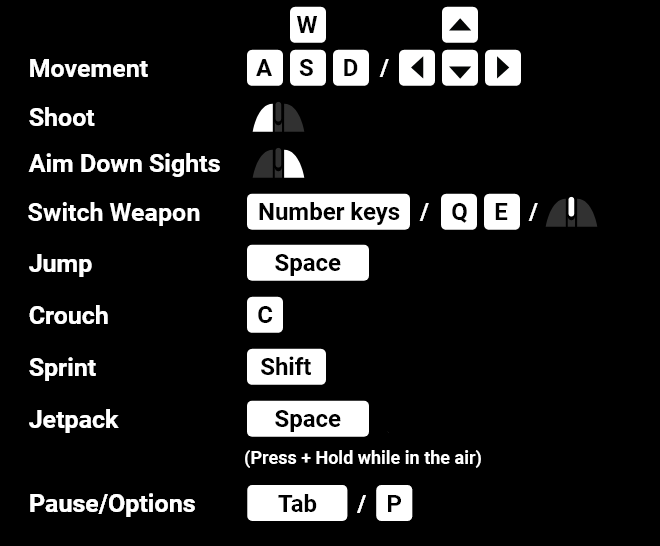 W
Movement A S D /
Shoot
Aim Down Sights
Switch Weapon Number keys / Q E /
Jump Space
Crouch C
Sprint Shift
Jetpack Space
(Press + Hold while in the air)
Pause/Options Tab / P